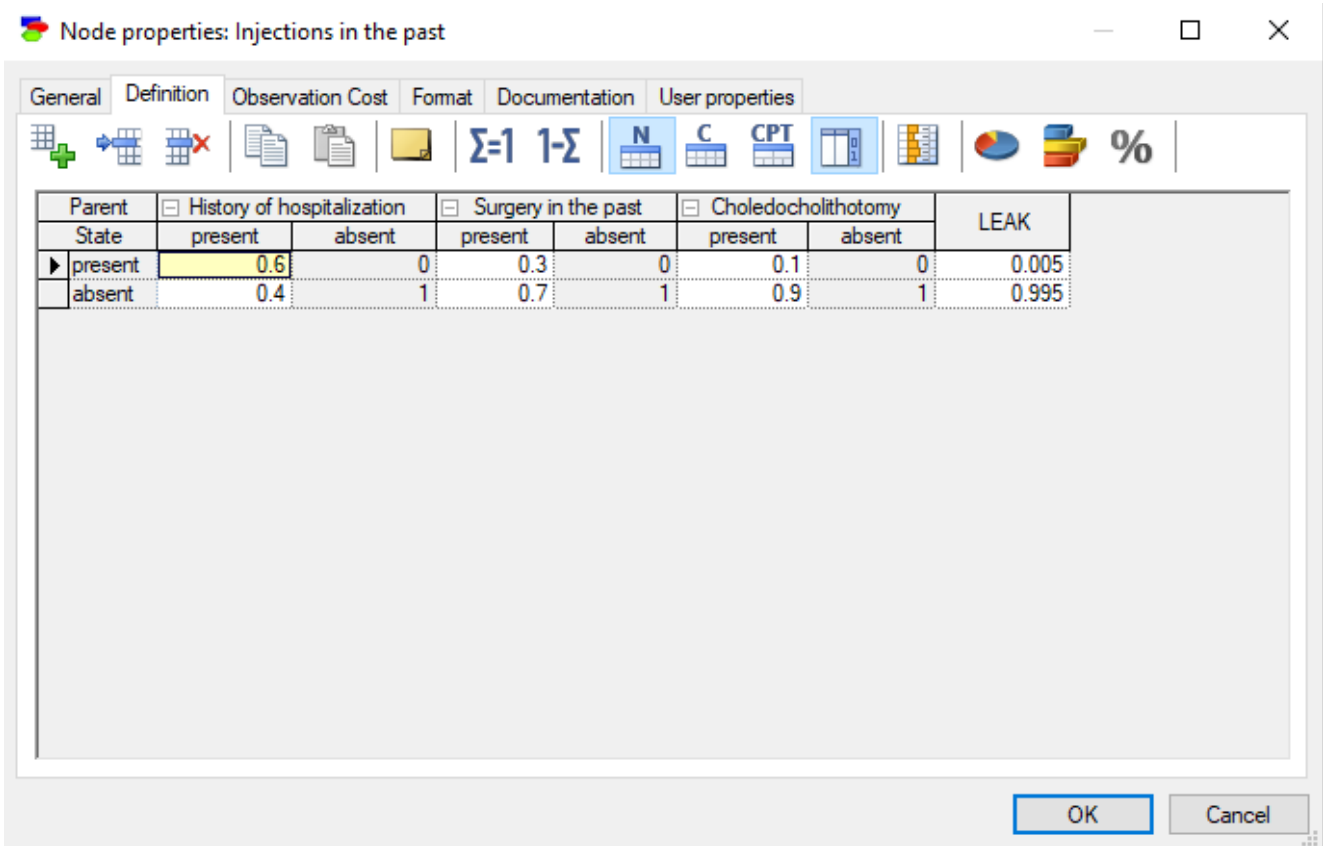 Node properties: Injections in the past
General Definition Observation Cost Format Documentation User properties
Σ=1 1-Σ N C CPT 0 1 %
Parent History of hospitalization Surgery in the past Choledocholithotomy LEAK
State present absent present absent present absent
present 0.6 0 0.3 0 0.1 0 0.005
absent 0.4 1 0.7 1 0.9 1 0.995
OK Cancel